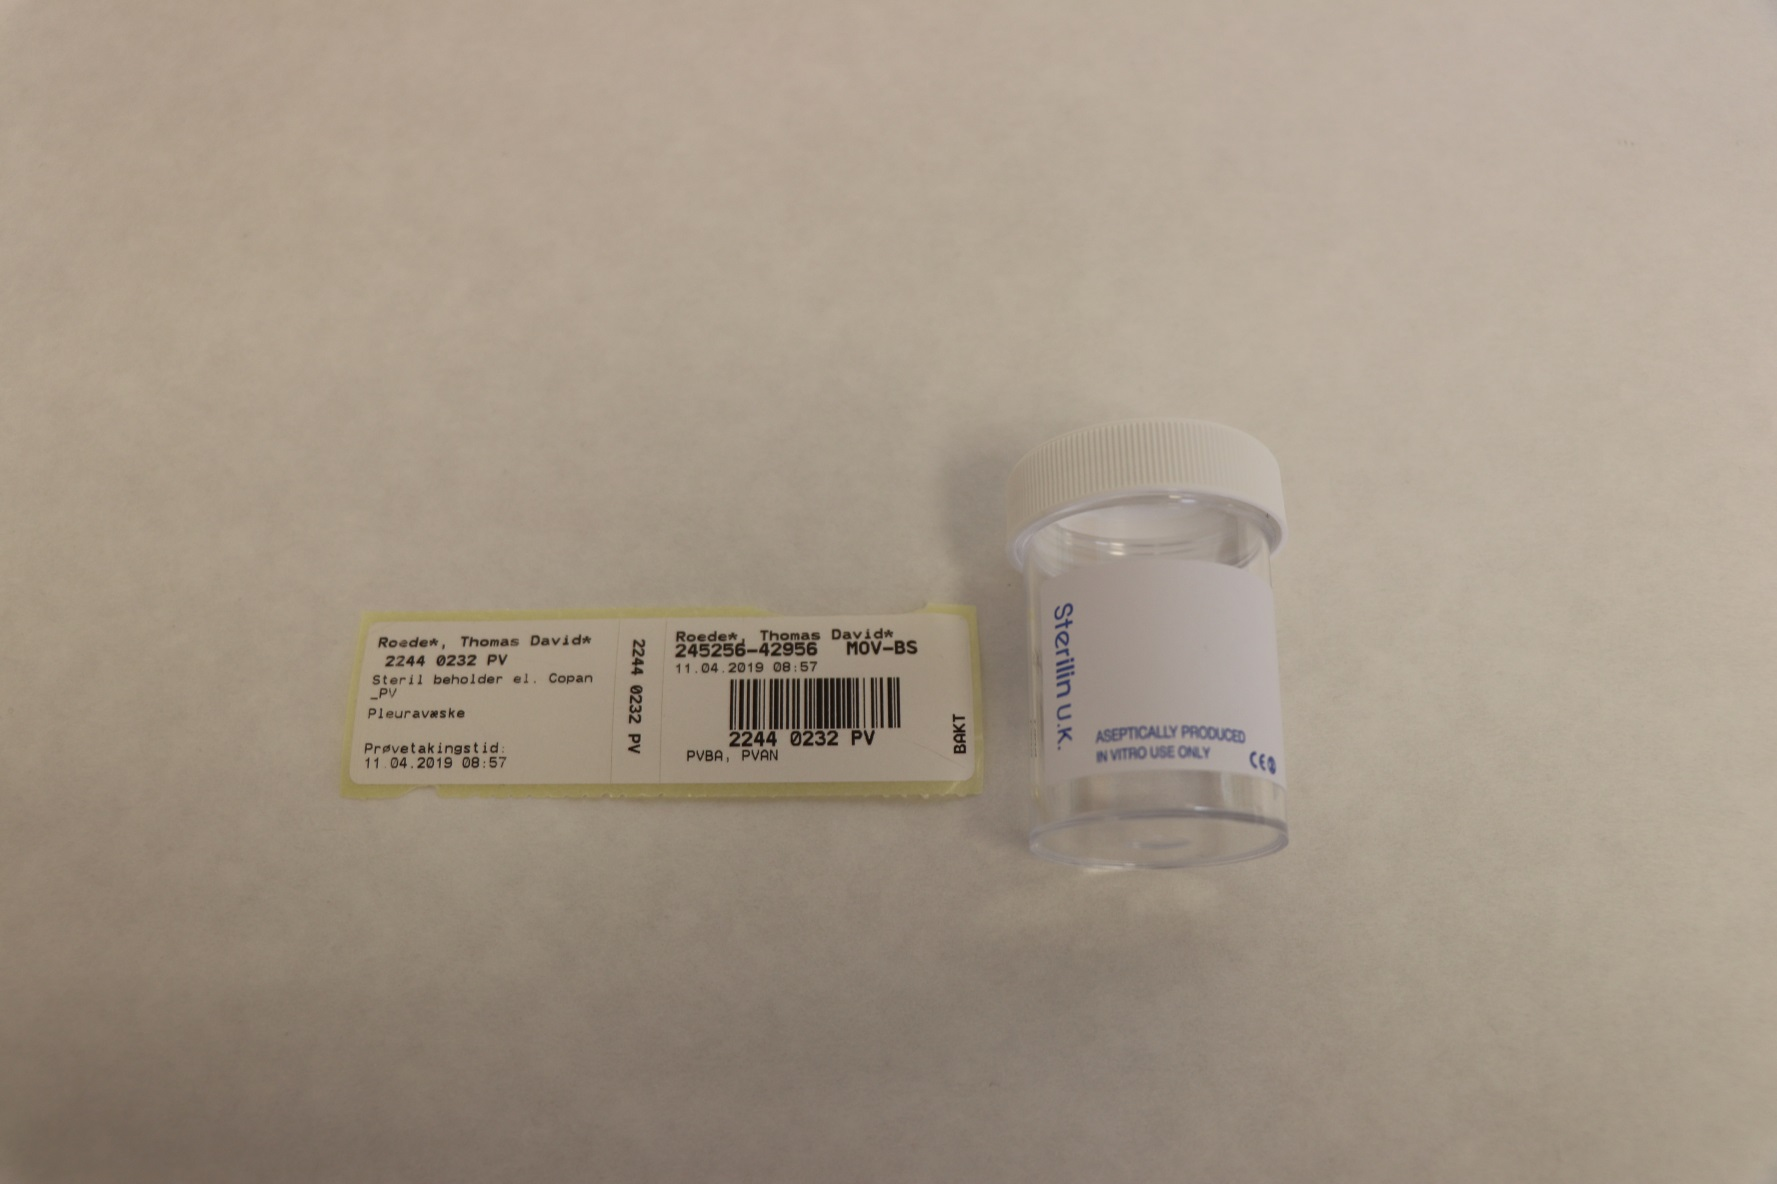 Roede*, Thomas David*
2244 0232 PV
Steril beholder el. Copan
_PV
Pleuravæske
Prøvetakingstid:
11.04.2019 08:57
2244 0232 PV
Roede*, Thomas David*
245256-42956 MOV-BS
11.04.2019 08:57
2244 0232 PV
PVBA, PVAN
BAKT
Sterilin U.K.
ASEPTICALLY PRODUCED
IN VITRO USE ONLY
CE